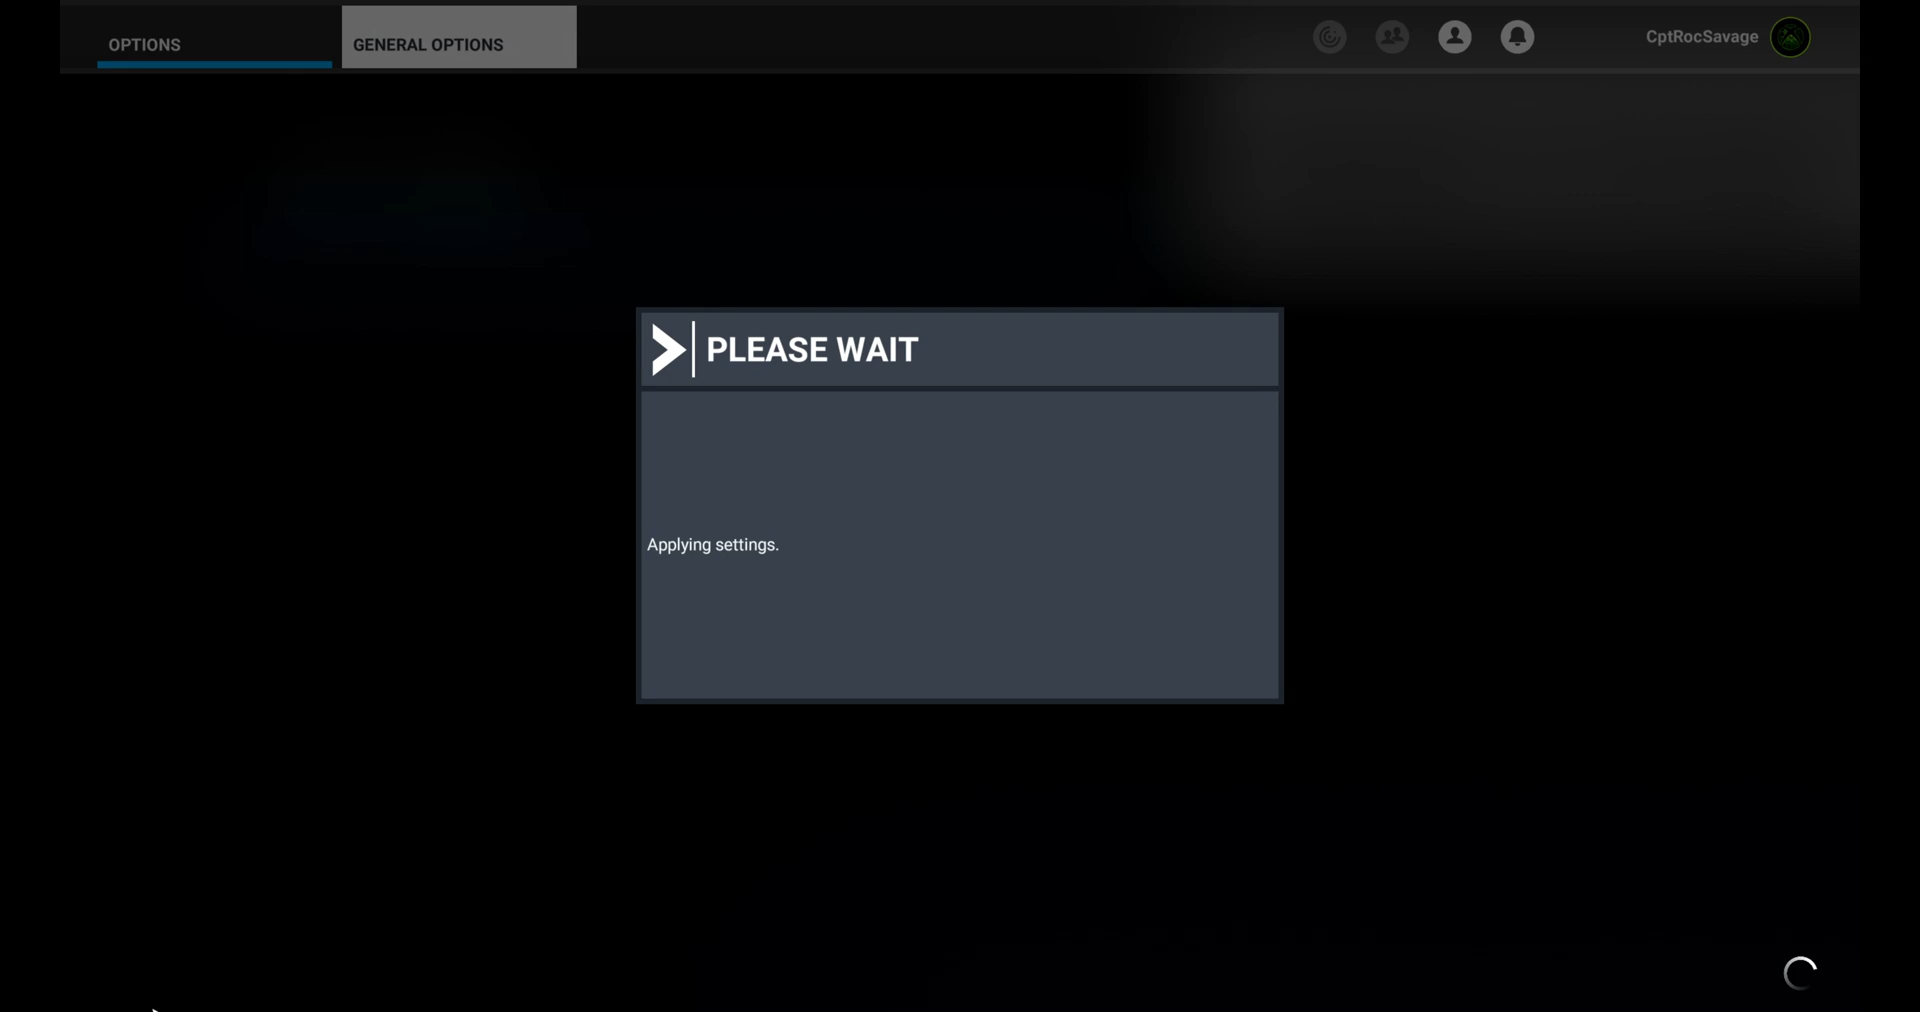 OPTIONS
GENERAL OPTIONS
CptRocSavage
PLEASE WAIT
Applying settings.